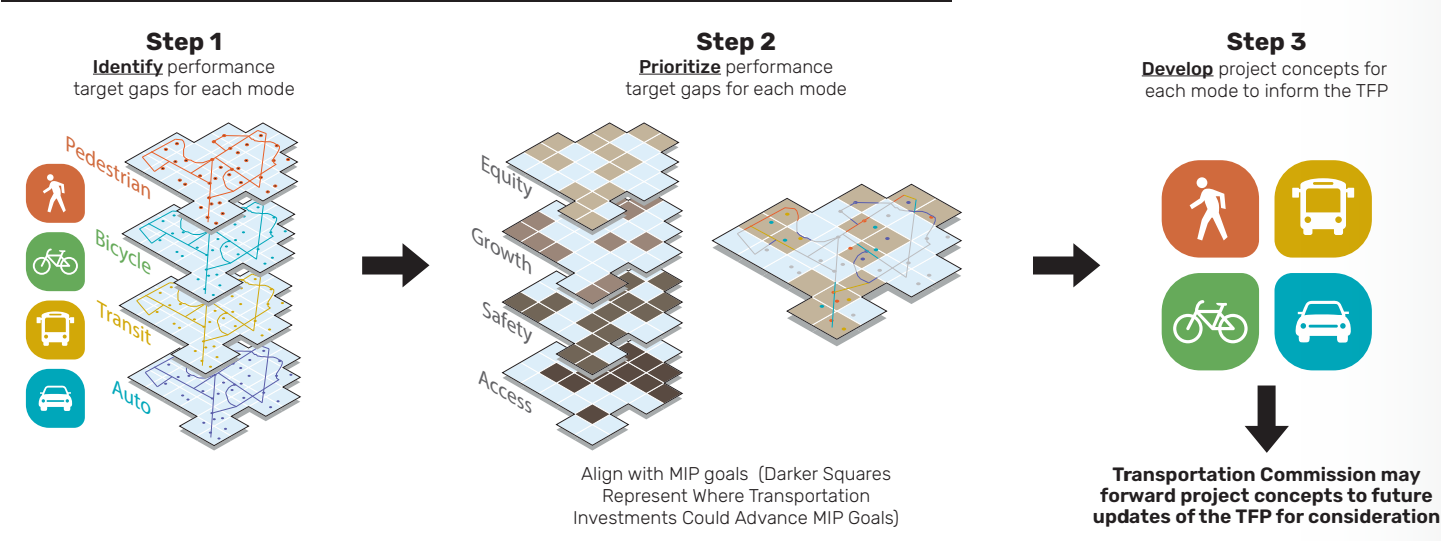 Step 1
Identify performance
target gaps for each mode
Pedestrian
Bicycle
Transit
Auto
Step 2
Prioritize performance
target gaps for each mode
Equity
Growth
Safety
Access
Align with MIP goals (Darker Squares
Represent Where Transportation
Investments Could Advance MIP Goals)
Step 3
Develop project concepts for
each mode to inform the TFP
Transportation Commission may
forward project concepts to future
updates of the TFP for consideration